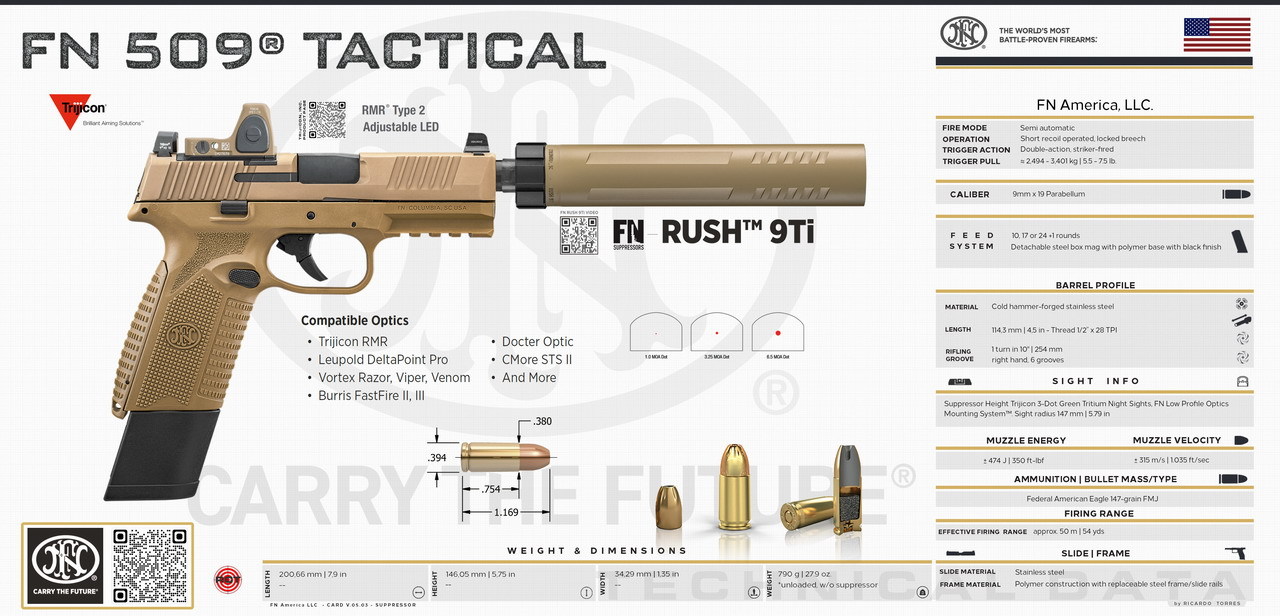 FN 509® TACTICAL
Trijicon®
Brilliant Aiming Solutions™
RMR® Type 2
Adjustable LED
FN COLUMBIA, SC USA
FN RUSH 9Ti VIDEO
FN SUPPRESSORS
RUSH™ 9Ti
Compatible Optics
• Trijicon RMR
• Leupold DeltaPoint Pro
• Vortex Razor, Viper, Venom
• Burris FastFire II, III
• Docter Optic
• CMore STS II
• And More
1.0 MOA Dot
3.25 MOA Dot
6.5 MOA Dot
®
.380
.394
.754
1.169
CARRY THE FUTURE®
FN
CARRY THE FUTURE®
WEIGHT & DIMENSIONS
LENGTH
200.66 mm | 7.9 in
--
HEIGHT
146.05 mm | 5.75 in
--
WIDTH
34.29 mm | 1.35 in
--
WEIGHT
790 g | 27.9 oz
*unloaded, w/o suppressor
FN America LLC - CARD V.05.03 - SUPPRESSOR
FN
THE WORLD'S MOST
BATTLE-PROVEN FIREARMS.
FN America, LLC.
FIRE MODE Semi automatic
OPERATION Short recoil operated, locked breech
TRIGGER ACTION Double-action, striker-fired
TRIGGER PULL ≈ 2,494 - 3.401 kg | 5.5 - 7.5 lb.
CALIBER 9mm x 19 Parabellum
FEED SYSTEM
10, 17 or 24 +1 rounds
Detachable steel box mag with polymer base with black finish
BARREL PROFILE
MATERIAL Cold hammer-forged stainless steel
LENGTH 114,3 mm | 4,5 in - Thread 1/2" x 28 TPI
RIFLING GROOVE
1 turn in 10" | 254 mm
right hand, 6 grooves
SIGHT INFO
Suppressor Height Trijicon 3-Dot Green Tritium Night Sights, FN Low Profile Optics
Mounting System™. Sight radius 147 mm | 5.79 in
MUZZLE ENERGY
MUZZLE VELOCITY
± 474 J | 350 ft-lbf
± 315 m/s | 1.035 ft/sec
AMMUNITION | BULLET MASS/TYPE
Federal American Eagle 147-grain FMJ
FIRING RANGE
EFFECTIVE FIRING RANGE approx. 50 m | 54 yds
SLIDE | FRAME
SLIDE MATERIAL Stainless steel
FRAME MATERIAL Polymer construction with replaceable steel frame/slide rails
TECHNICAL DATA
by RICARDO TORRES